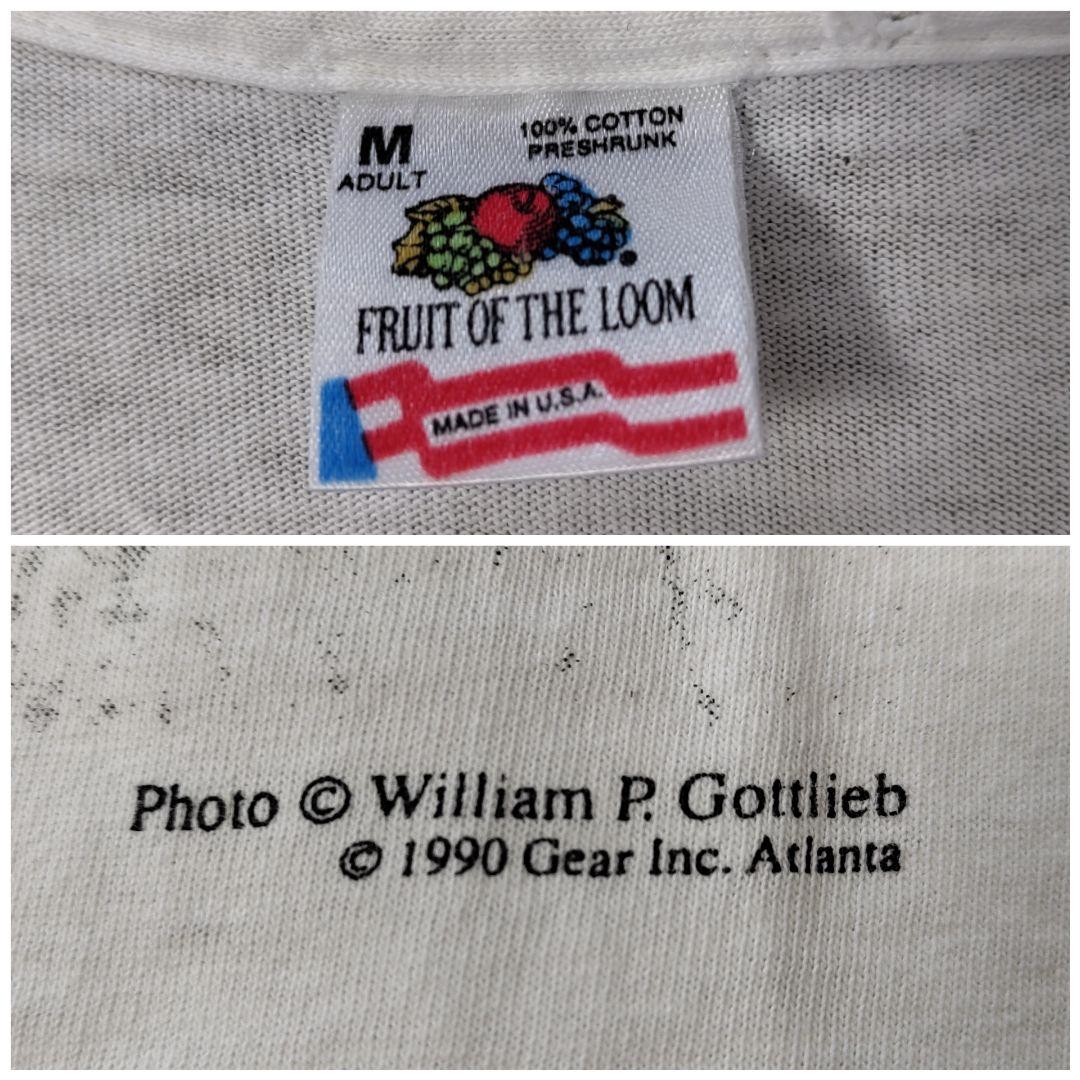 M
ADULT
100% COTTON
PRESHRUNK
FRUIT OF THE LOOM
MADE IN U.S.A.
Photo © William P. Gottlieb
© 1990 Gear Inc. Atlanta